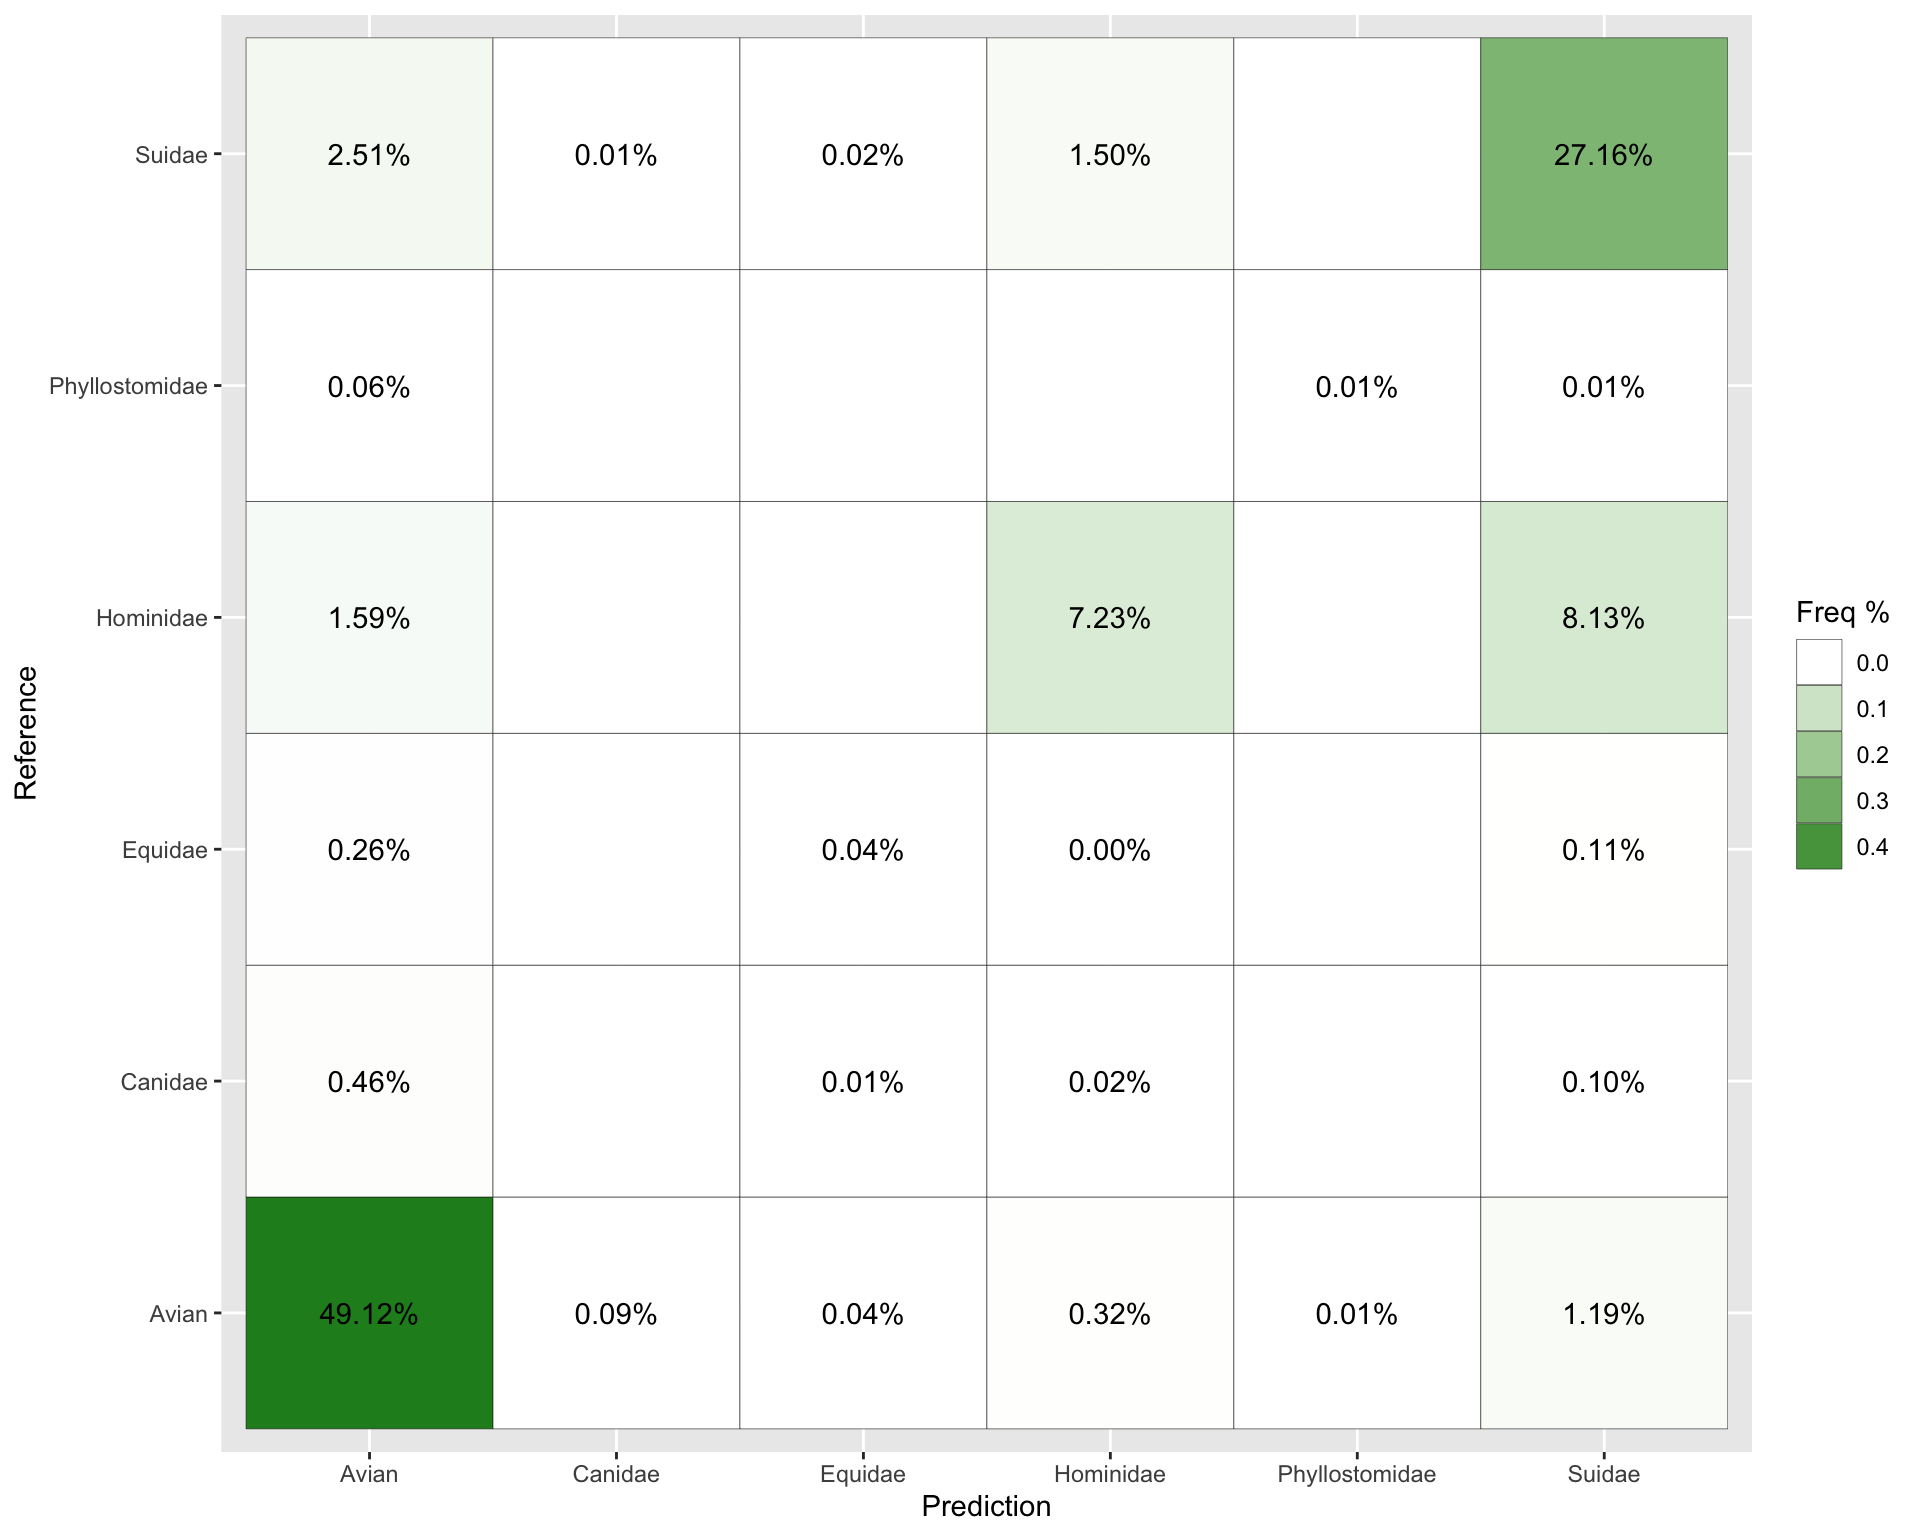 Suidae 2.51% 0.01% 0.02% 1.50% 27.16%
Phyllostomidae 0.06% 0.01% 0.01%
Hominidae 1.59% 7.23% 8.13%
Equidae 0.26% 0.04% 0.00% 0.11%
Canidae 0.46% 0.01% 0.02% 0.10%
Avian 49.12% 0.09% 0.04% 0.32% 0.01% 1.19%
Avian Canidae Equidae Hominidae Phyllostomidae Suidae
Prediction
Reference
Freq %
0.0
0.1
0.2
0.3
0.4